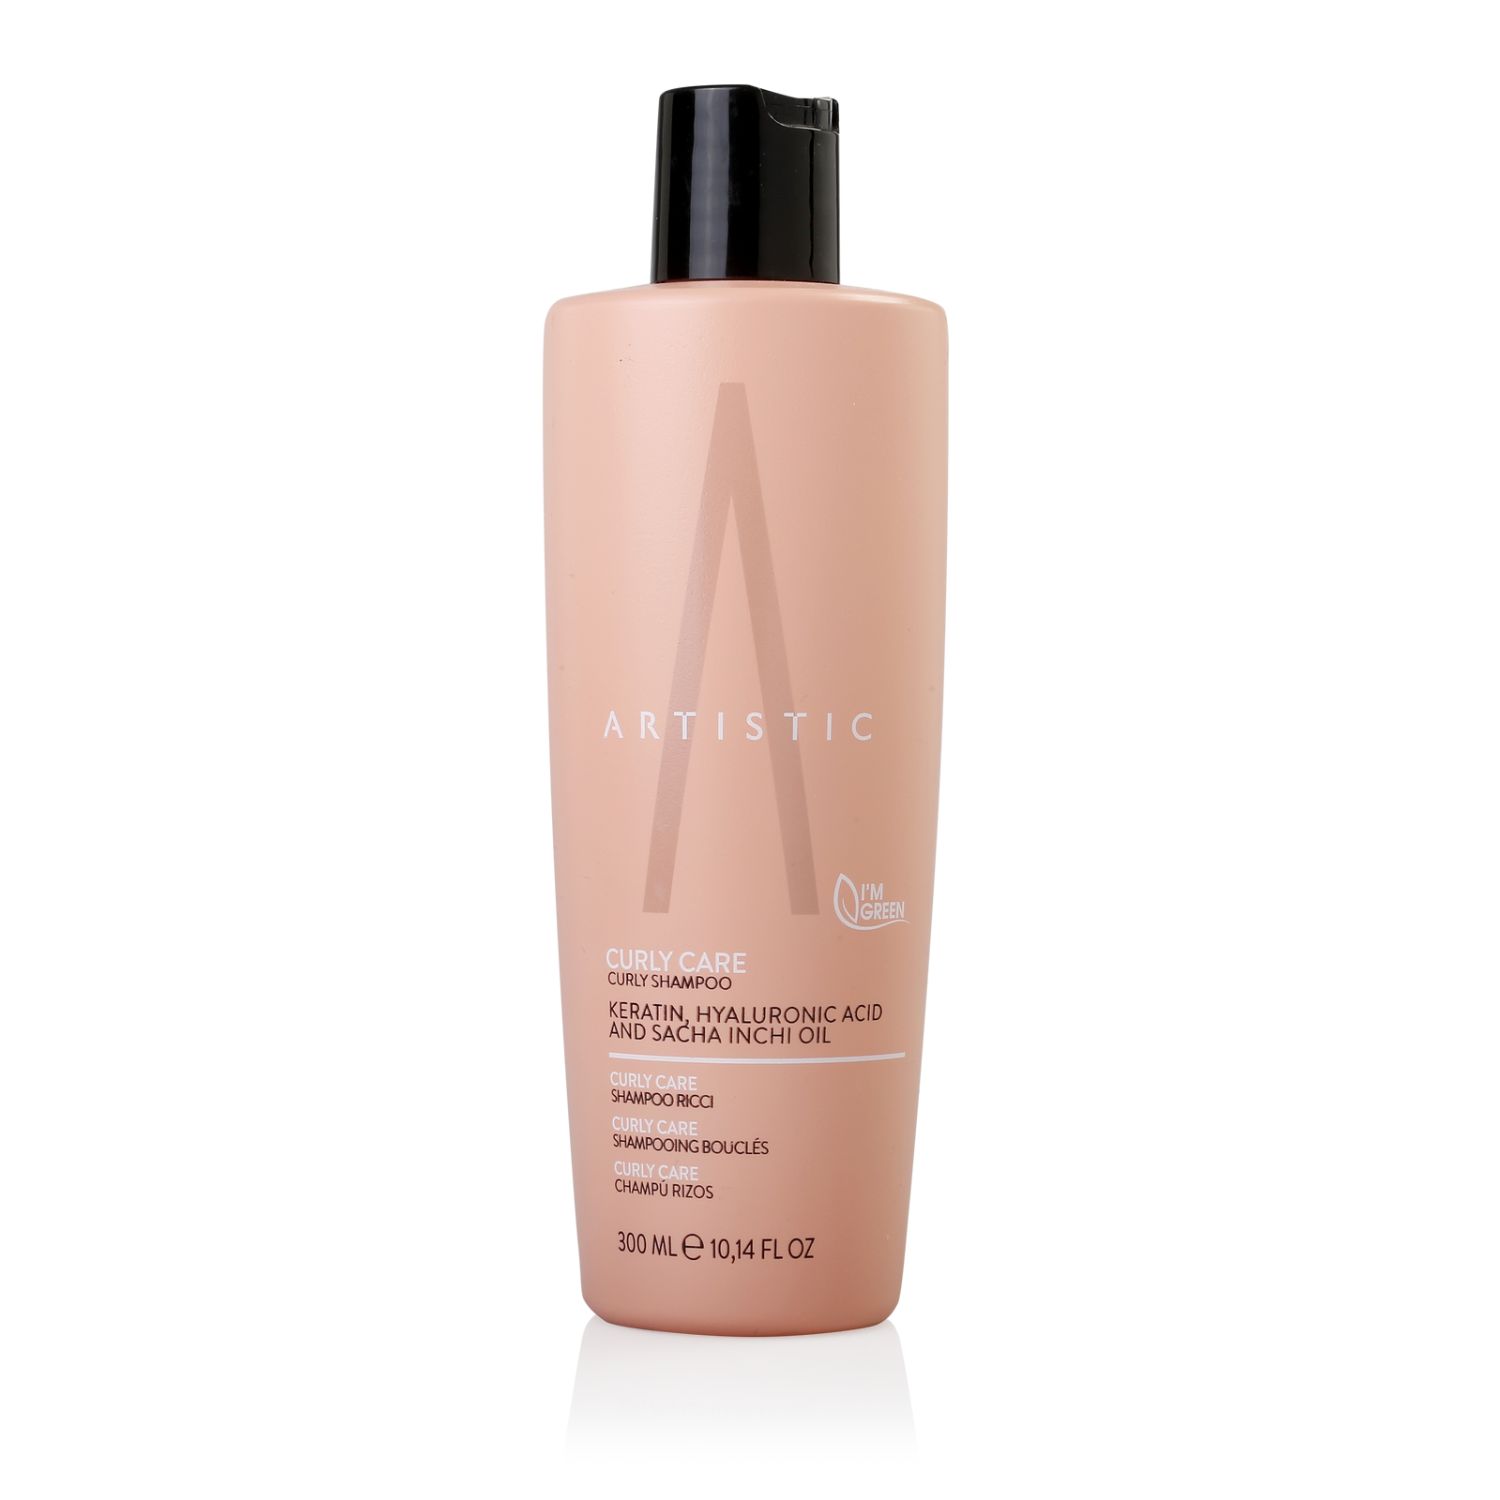 ARTISTIC
I'M
GREEN
CURLY CARE
CURLY SHAMPOO
KERATIN, HYALURONIC ACID
AND SACHA INCHI OIL
CURLY CARE
SHAMPOO RICCI
CURLY CARE
SHAMPOOING BOUCLÉS
CURLY CARE
CHAMPÚ RIZOS
300 ML ℮ 10,14 FL OZ